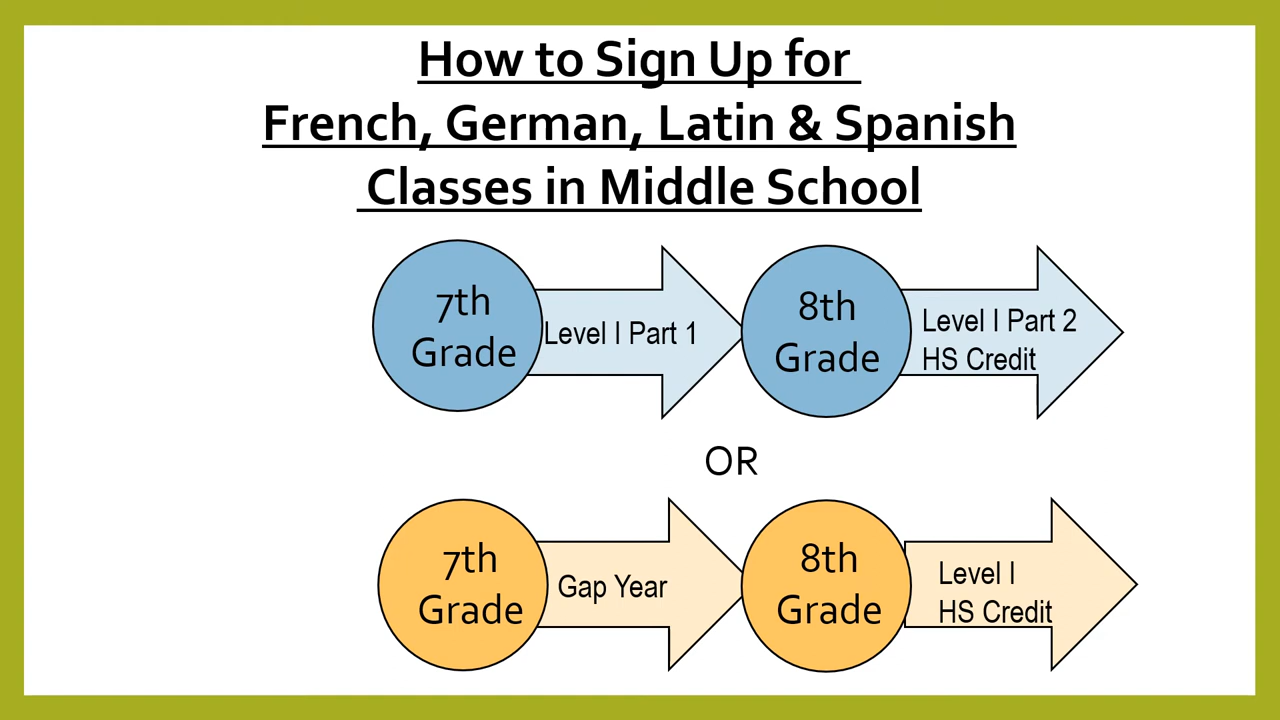 How to Sign Up for
French, German, Latin & Spanish
Classes in Middle School
7th
Grade
Level I Part 1
8th
Grade
Level I Part 2
HS Credit
OR
7th
Grade
Gap Year
8th
Grade
Level I
HS Credit